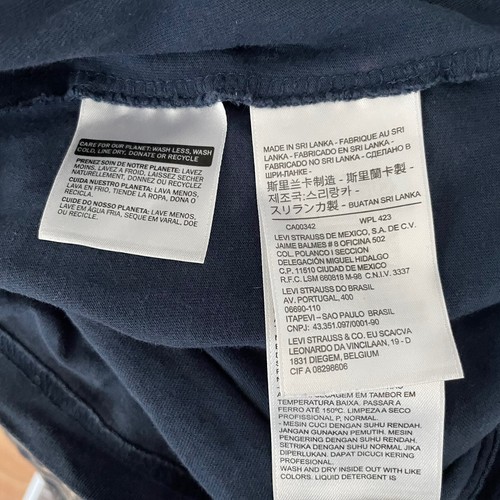 CARE FOR OUR PLANET: WASH LESS, WASH
COLD, LINE DRY, DONATE OR RECYCLE
PRENEZ SOIN DE NOTRE PLANET: LAVEZ
MOINS, LAVEZ A FROID, LAISSEZ SECHER
NATURELLEMENT, DONNEZ OU RECYCLEZ
CUIDA NUESTRO PLANETA: LAVA MENOS,
LAVA EN FRIO, TIENDE LA ROPA, DONA O
RECICLA.
CUIDE DO NOSSO PLANETA: LAVE MENOS,
LAVE EM ÁGUA FRIA, SEQUE EM VARAL, DOE
OU RECICLE.
MADE IN SRI LANKA - FABRIQUE AU SRI
LANKA - FABRICADO EN SRI LANKA -
FABRICADO NO SRI LANKA - СДЕЛАНО В
ШРИ-ЛАНКЕ -
斯里兰卡制造 - 斯里蘭卡製 -
제조국:스리랑카 -
スリランカ製 - BUATAN SRI LANKA
CA00342 WPL 423
LEVI STRAUSS DE MEXICO, S.A. DE C.V.
JAIME BALMES # 8 OFICINA 502
COL. POLANCO I SECCION
DELEGACIÓN MIGUEL HIDALGO
C.P. 11510 CIUDAD DE MEXICO
R.F.C. LSM 660818 M-98 C.N.I.V. 3337
LEVI STRAUSS DO BRASIL
AV. PORTUGAL, 400
06690-110
ITAPEVI – SAO PAULO BRASIL
CNPJ: 43.351.097/0001-90
LEVI STRAUSS & CO EU SCA/CVA
LEONARDO DA VINCILAAN, 19 - D
1831 DIEGEM, BELGIUM
CIF A 08298606
SECAGEM EM TAMBOR EM
TEMPERATURA BAIXA. PASSAR A
FERRO ATÉ 150ºC. LIMPEZA A SECO
PROFISSIONAL P, NORMAL.
- MESIN CUCI DENGAN SUHU RENDAH.
JANGAN GUNAKAN PEMUTIH. MESIN
PENGERING DENGAN SUHU RENDAH.
SETRIKA DENGAN SUHU NORMAL JIKA
DIPERLUKAN. DAPAT DICUCI KERING
PROFESIONAL.
WASH AND DRY INSIDE OUT WITH LIKE
COLORS. LIQUID DETERGENT IS